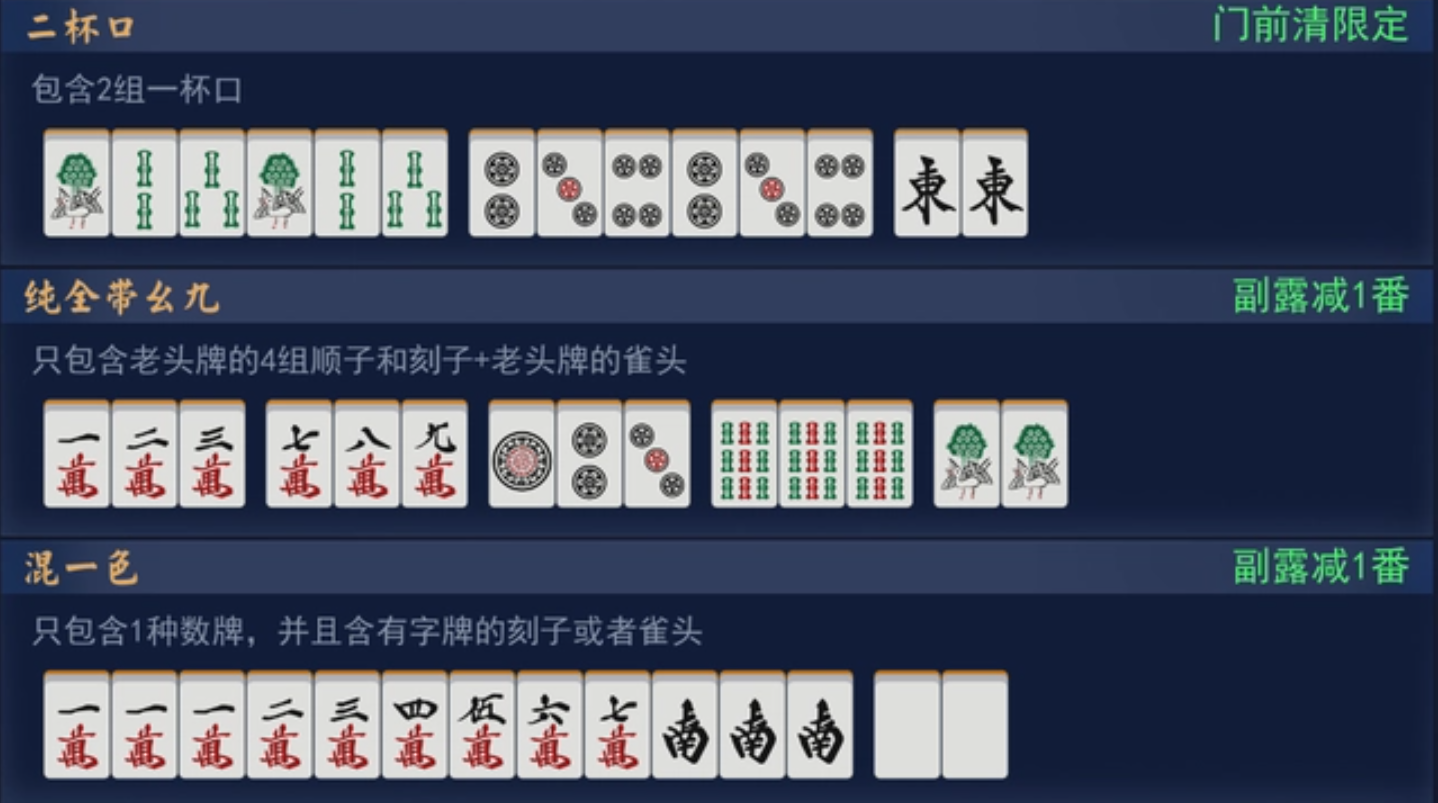 二杯口 门前清限定
包含2组一杯口
東 東
纯全带幺九 副露减1番
只包含老头牌的4组顺子和刻子+老头牌的雀头
一萬 二萬 三萬 七萬 八萬 九萬
混一色 副露减1番
只包含1种数牌，并且含有字牌的刻子或者雀头
一萬 一萬 一萬 二萬 三萬 四萬 伍萬 六萬 七萬 南 南 南